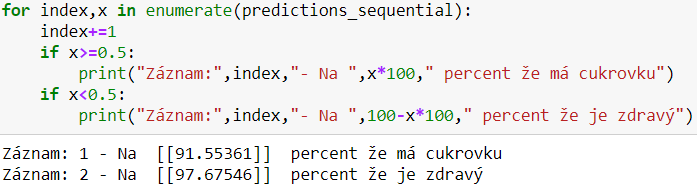 for index,x in enumerate(predictions_sequential):
    index+=1
    if x>=0.5:
        print("Záznam:",index,"- Na ",x*100," percent že má cukrovku")
    if x<0.5:
        print("Záznam:",index,"- Na ",100-x*100," percent že je zdravý")
Záznam: 1 - Na  [[91.55361]]  percent že má cukrovku
Záznam: 2 - Na  [[97.67546]]  percent že je zdravý